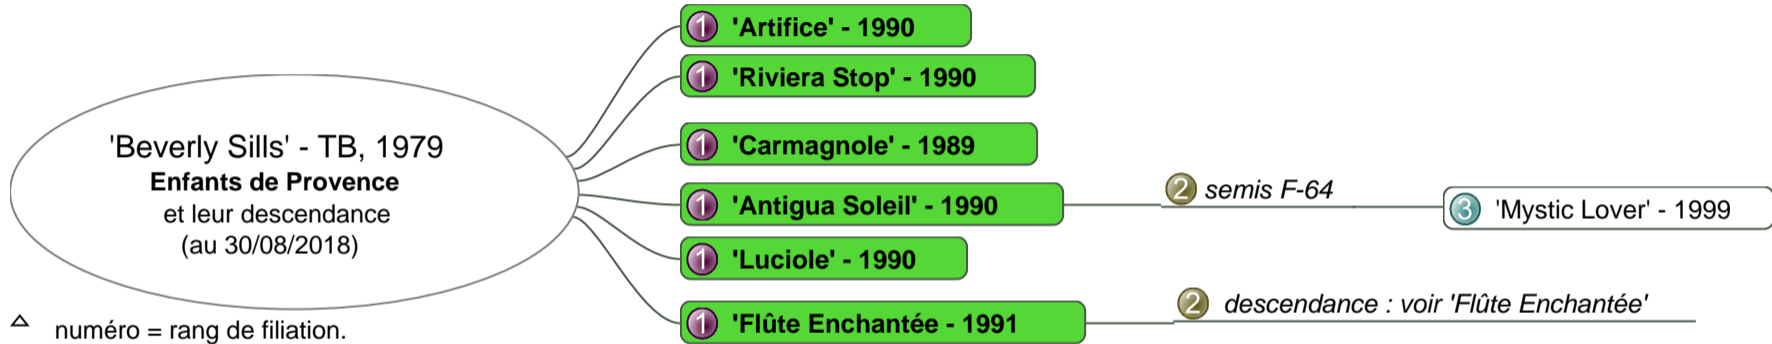 'Beverly Sills' - TB, 1979
Enfants de Provence
et leur descendance
(au 30/08/2018)
numéro = rang de filiation.
1 'Artifice' - 1990
1 'Riviera Stop' - 1990
1 'Carmagnole' - 1989
1 'Antigua Soleil' - 1990
2 semis F-64
3 'Mystic Lover' - 1999
1 'Luciole' - 1990
1 'Flûte Enchantée - 1991
2 descendance : voir 'Flûte Enchantée'